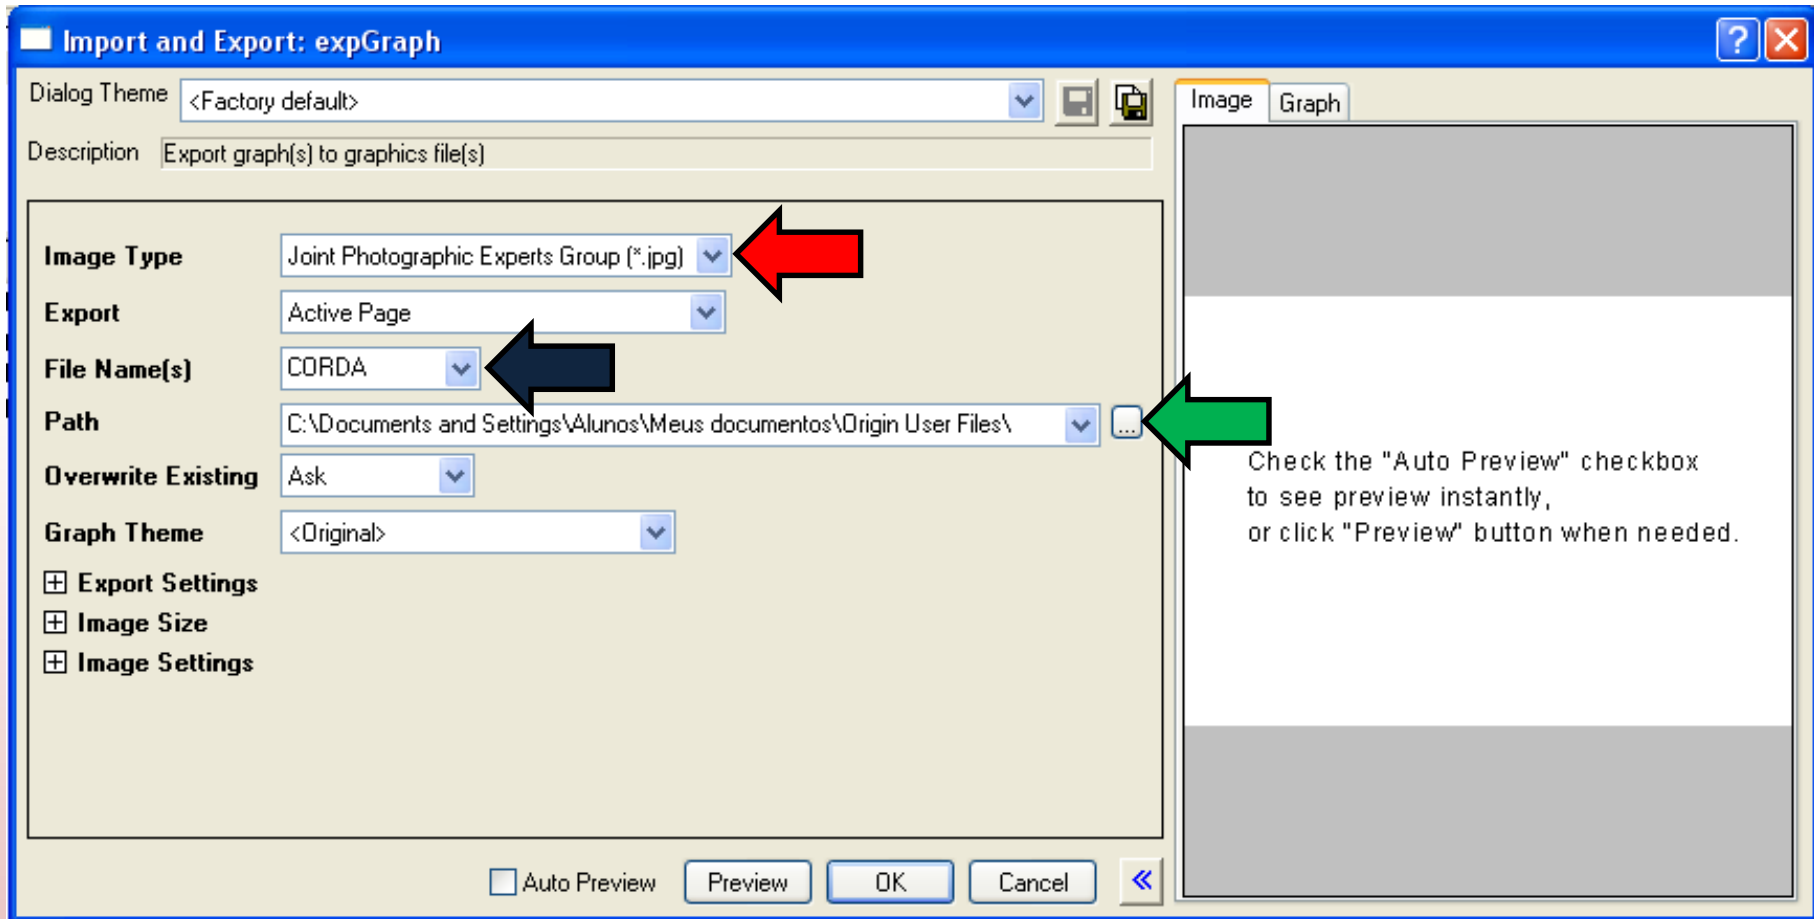 Import and Export: expGraph
Dialog Theme <Factory default>
Description Export graph(s) to graphics file(s)
Image Type Joint Photographic Experts Group (*.jpg)
Export Active Page
File Name(s) CORDA
Path C:\Documents and Settings\Alunos\Meus documentos\Origin User Files\ ...
Overwrite Existing Ask
Graph Theme <Original>
Export Settings
Image Size
Image Settings
Auto Preview Preview OK Cancel
Image Graph
Check the "Auto Preview" checkbox
to see preview instantly,
or click "Preview" button when needed.